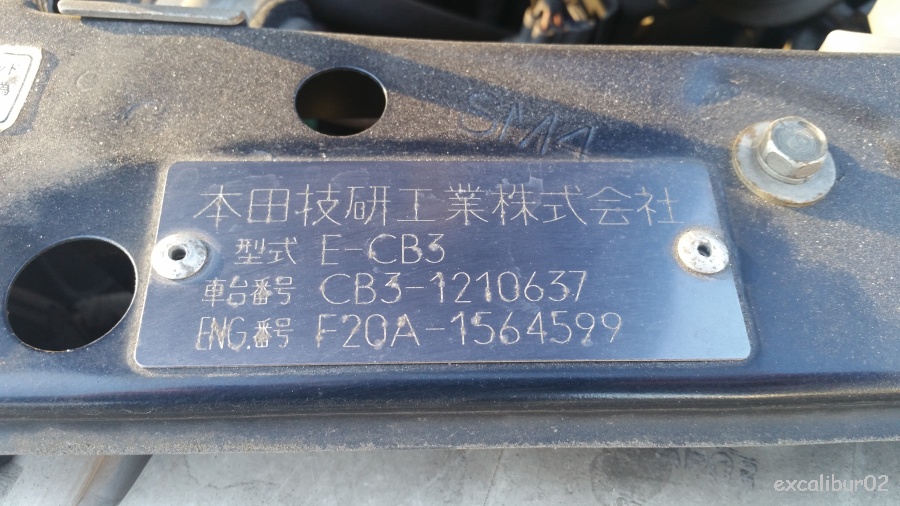 SM4
本田技研工業株式会社
型式 E-CB3
車台番号 CB3-1210637
ENG.番号 F20A-1564599
excalibur02